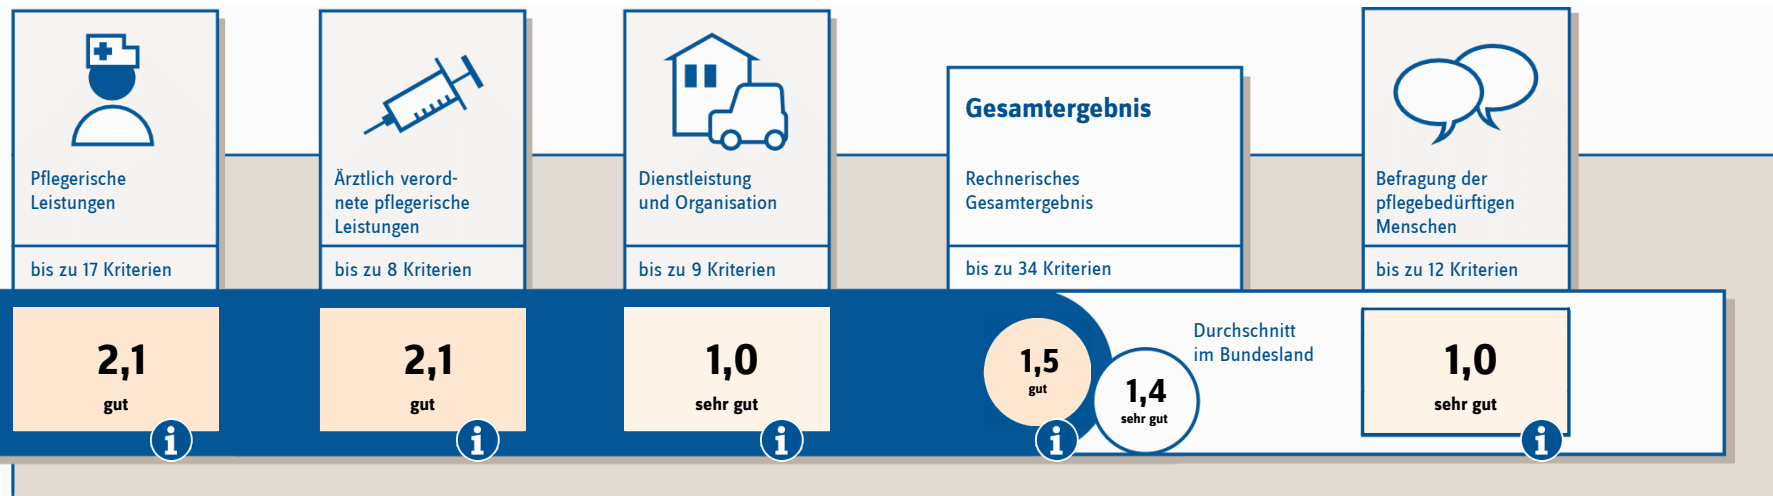 Pflegerische
Leistungen
bis zu 17 Kriterien
2,1
gut
i
Ärztlich verord-
nete pflegerische
Leistungen
bis zu 8 Kriterien
2,1
gut
i
Dienstleistung
und Organisation
bis zu 9 Kriterien
1,0
sehr gut
i
Gesamtergebnis
Rechnerisches
Gesamtergebnis
bis zu 34 Kriterien
1,5
gut
i
1,4
sehr gut
Durchschnitt
im Bundesland
Befragung der
pflegebedürftigen
Menschen
bis zu 12 Kriterien
1,0
sehr gut
i